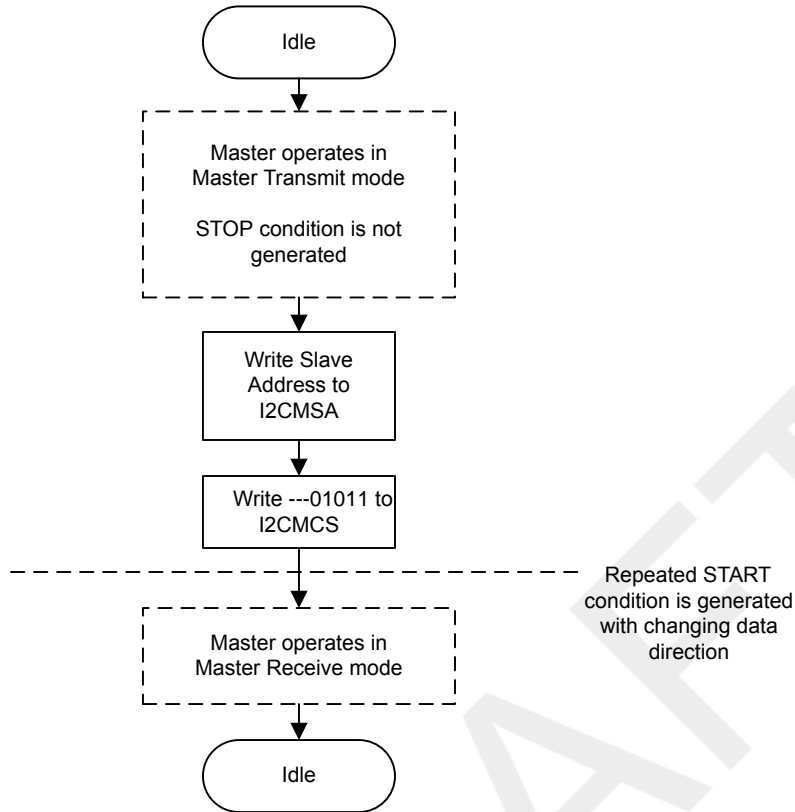 Idle
Master operates in
Master Transmit mode
STOP condition is not
generated
Write Slave
Address to
I2CMSA
Write ---01011 to
I2CMCS
Repeated START
condition is generated
with changing data
direction
Master operates in
Master Receive mode
Idle